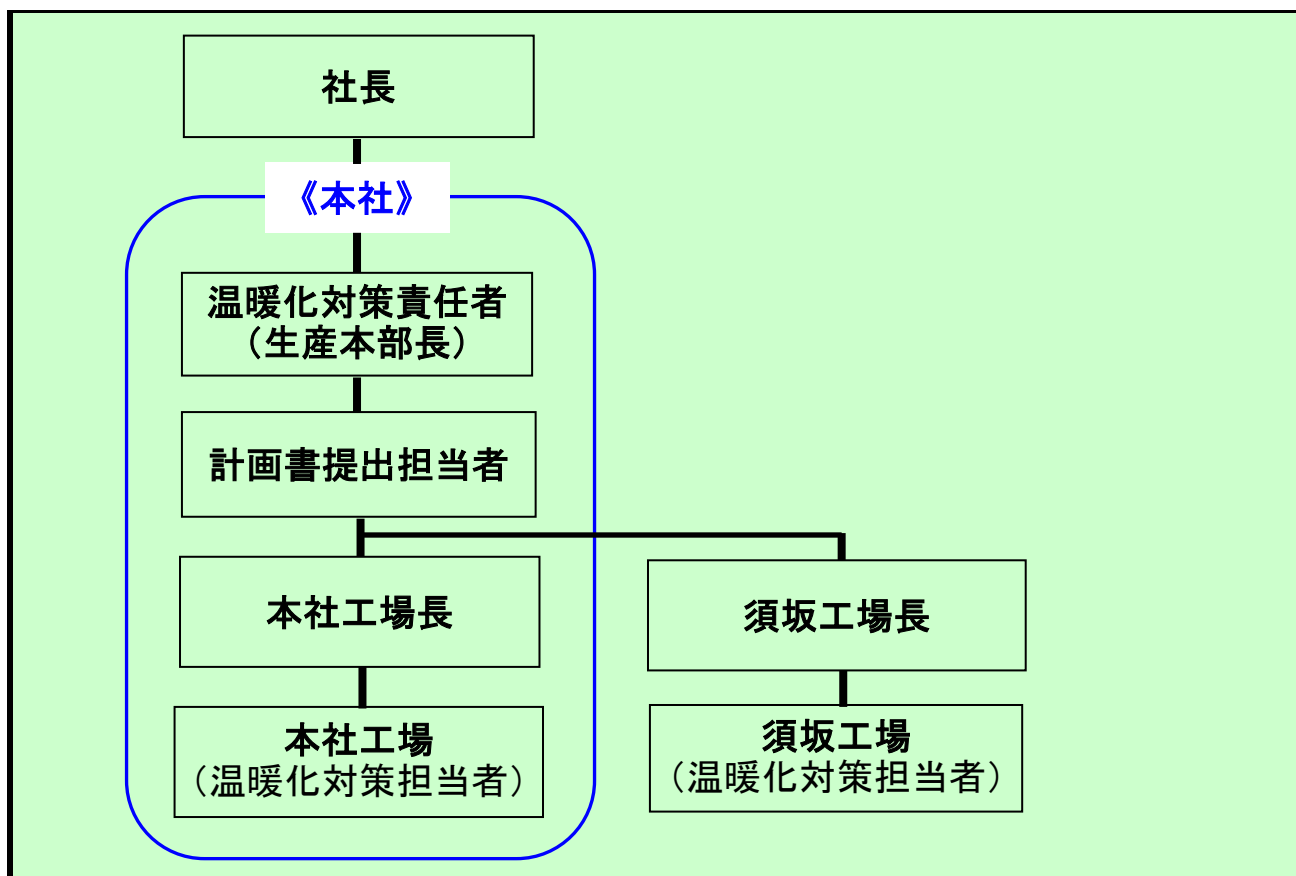 社長
《本社》
温暖化対策責任者
（生産本部長）
計画書提出担当者
本社工場長
須坂工場長
本社工場
（温暖化対策担当者）
須坂工場
（温暖化対策担当者）